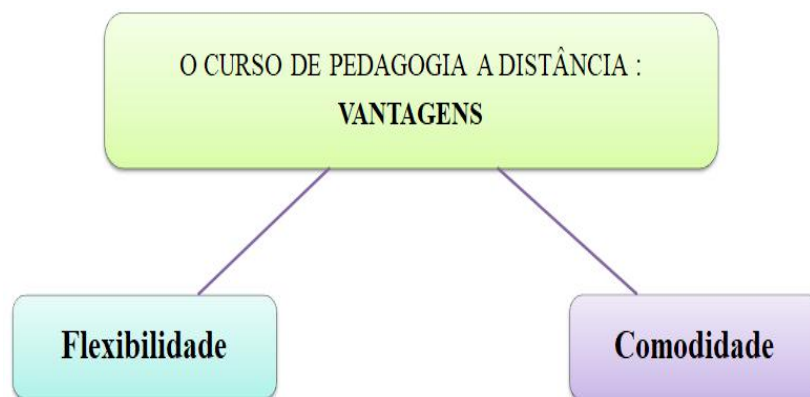 O CURSO DE PEDAGOGIA A DISTÂNCIA :
VANTAGENS
Flexibilidade
Comodidade